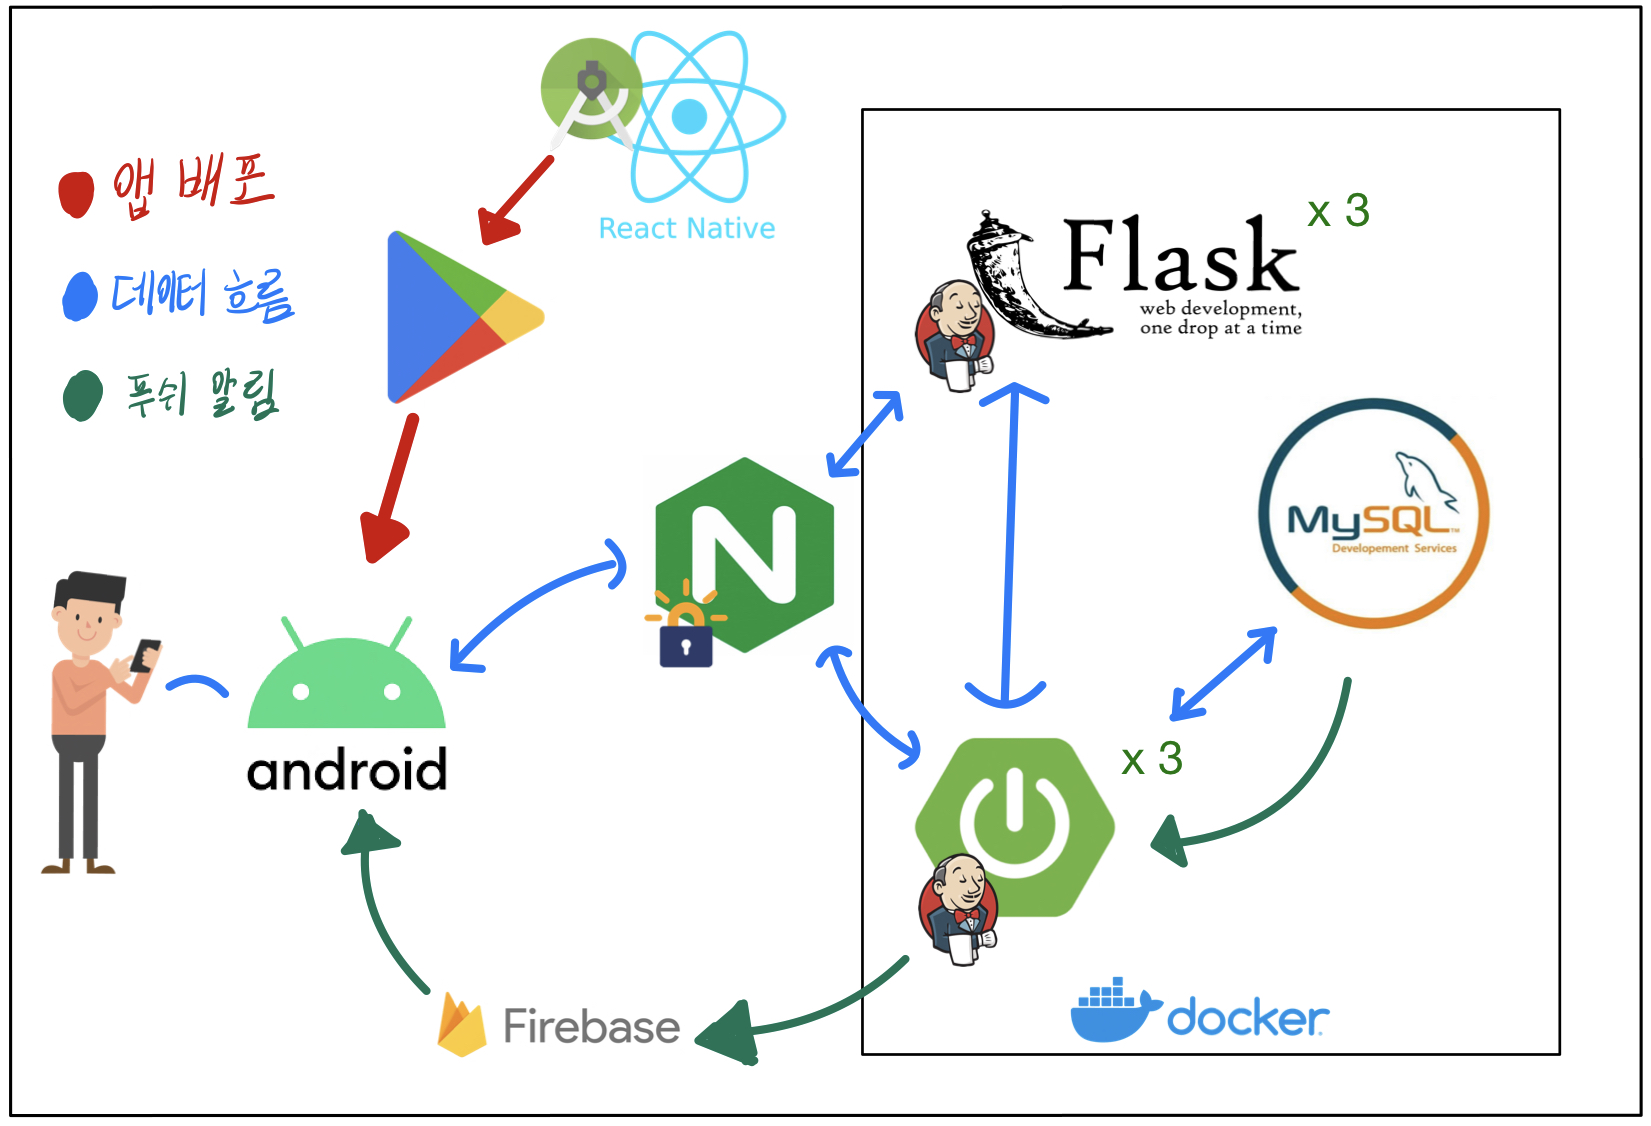 React Native
앱 배포
데이터 흐름
푸쉬 알림
Flask
x 3
web development,
one drop at a time
MySQL™
Developement Services
N
android
x 3
Firebase
docker